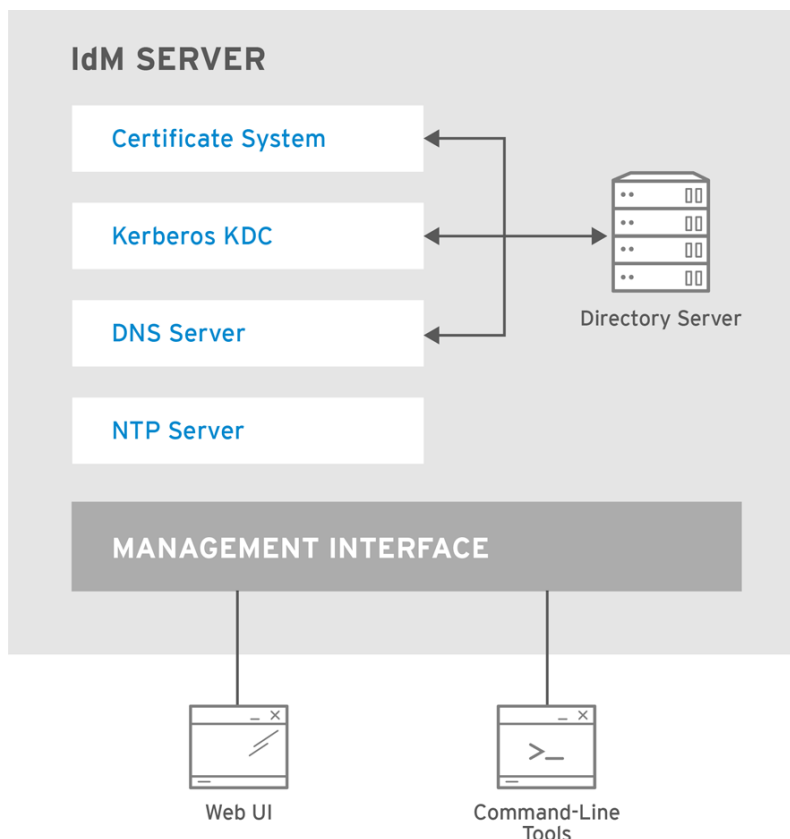 IdM SERVER
Certificate System
Kerberos KDC
DNS Server
NTP Server
Directory Server
MANAGEMENT INTERFACE
>_
Web UI
Command-Line
Tools